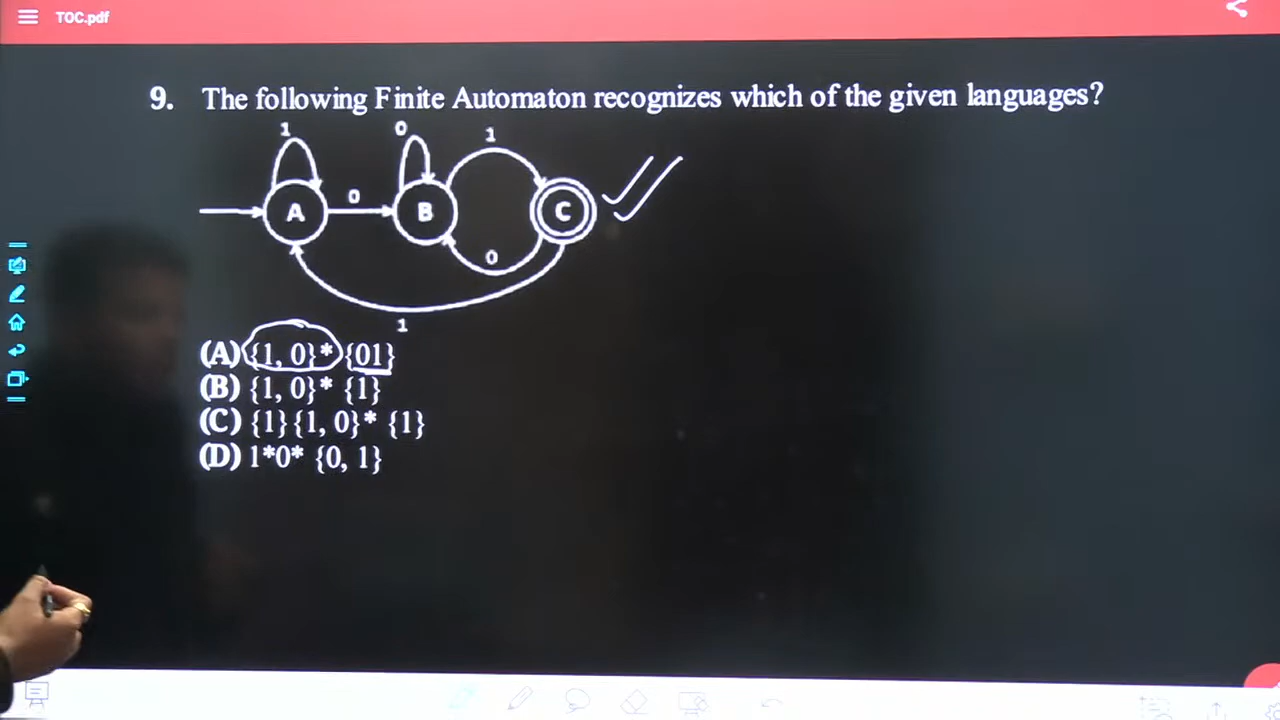 TOC.pdf
9. The following Finite Automaton recognizes which of the given languages?
1 0 1
A 0 B C
0
1
(A) {1, 0}* {01}
(B) {1, 0}* {1}
(C) {1}{1, 0}* {1}
(D) 1*0* {0, 1}